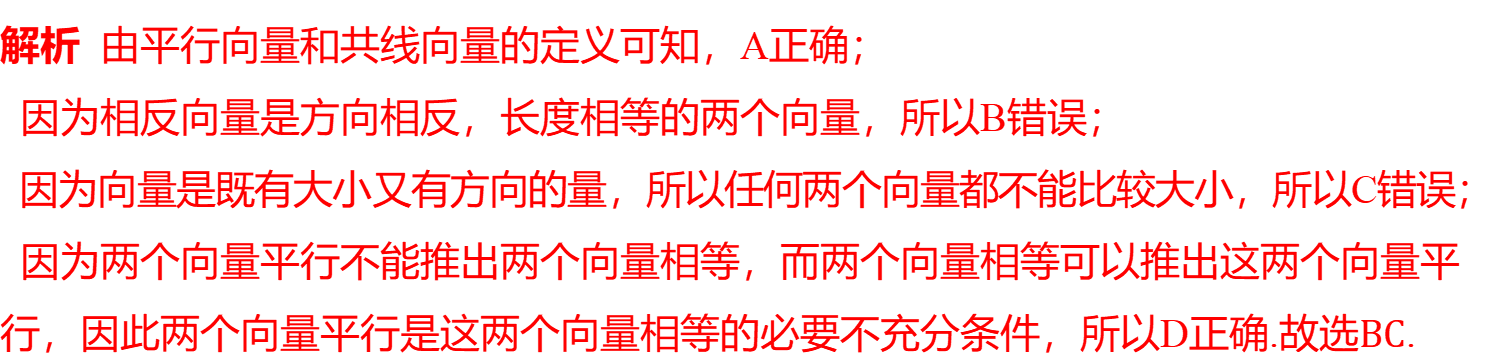 解析 由平行向量和共线向量的定义可知，A正确；
因为相反向量是方向相反，长度相等的两个向量，所以B错误；
因为向量是既有大小又有方向的量，所以任何两个向量都不能比较大小，所以C错误；
因为两个向量平行不能推出两个向量相等，而两个向量相等可以推出这两个向量平
行，因此两个向量平行是这两个向量相等的必要不充分条件，所以D正确.故选BC.